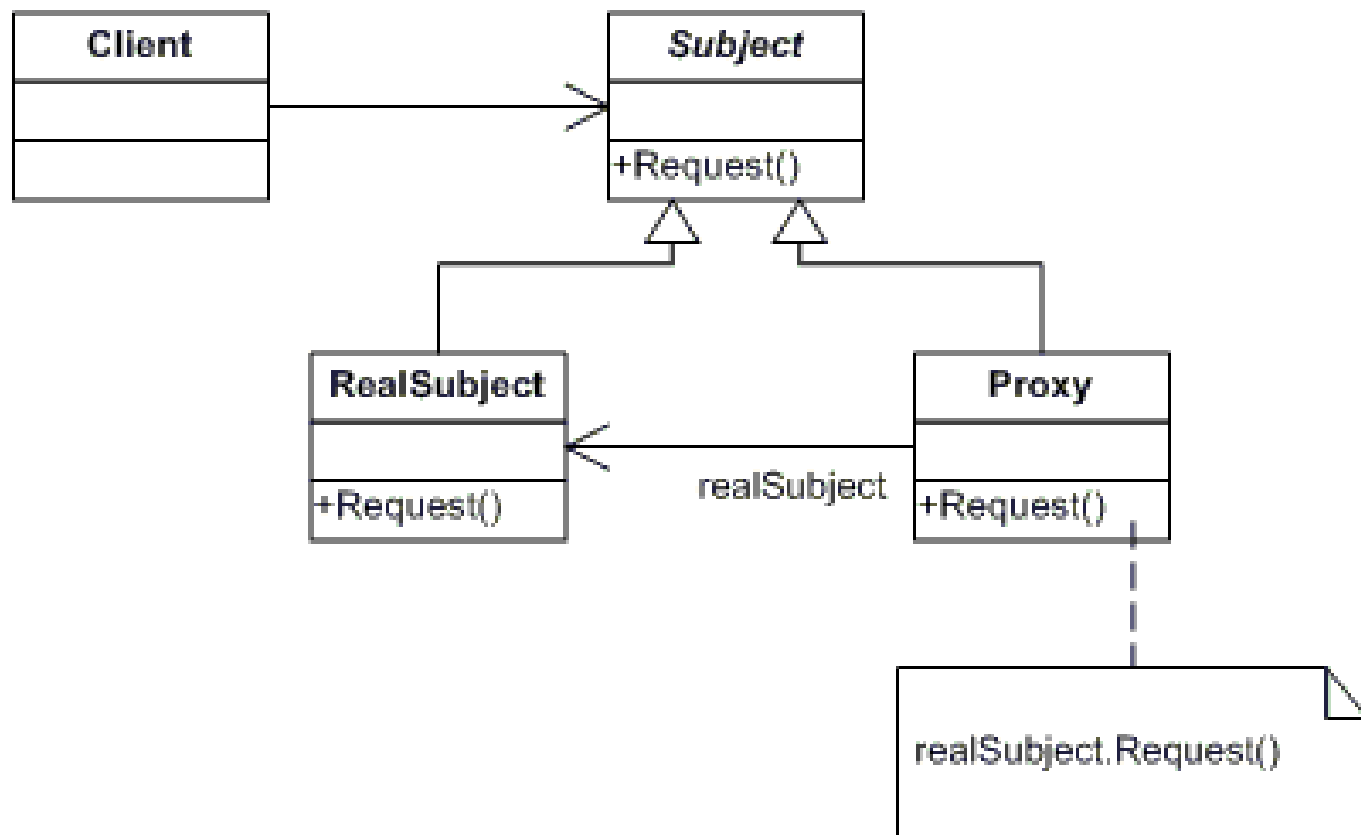 Client
Subject
+Request()
RealSubject
+Request()
realSubject
Proxy
+Request()
realSubject.Request()